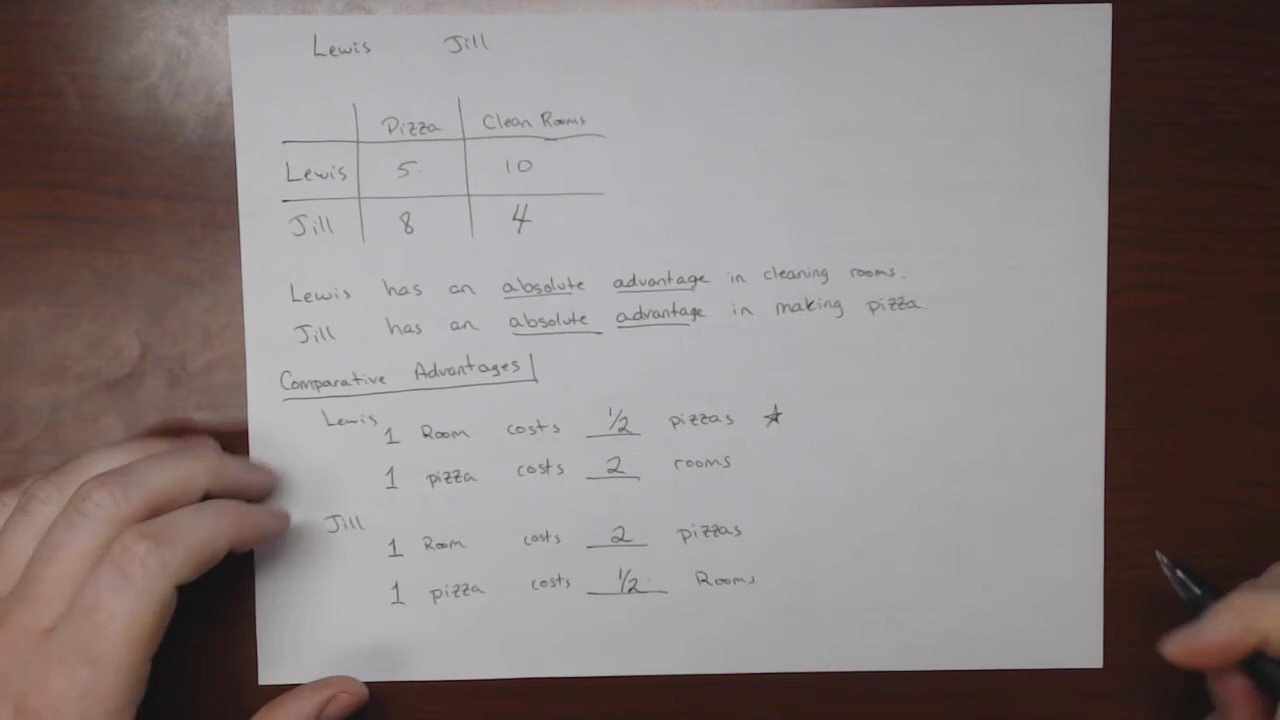 Lewis Jill
Pizza Clean Rooms
Lewis 5 10
Jill 8 4
Lewis has an absolute advantage in cleaning rooms.
Jill has an absolute advantage in making pizza.
Comparative Advantages
Lewis
1 Room costs 1/2 pizzas ☆
1 pizza costs 2 rooms
Jill
1 Room costs 2 pizzas
1 pizza costs 1/2 Rooms